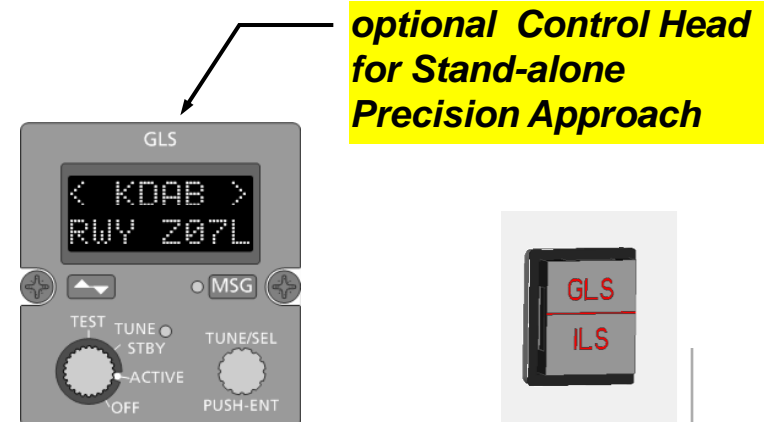 optional Control Head
for Stand-alone
Precision Approach
GLS
< KDAB >
RWY Z07L
MSG
TEST
TUNE
STBY
ACTIVE
OFF
TUNE/SEL
PUSH-ENT
GLS
ILS